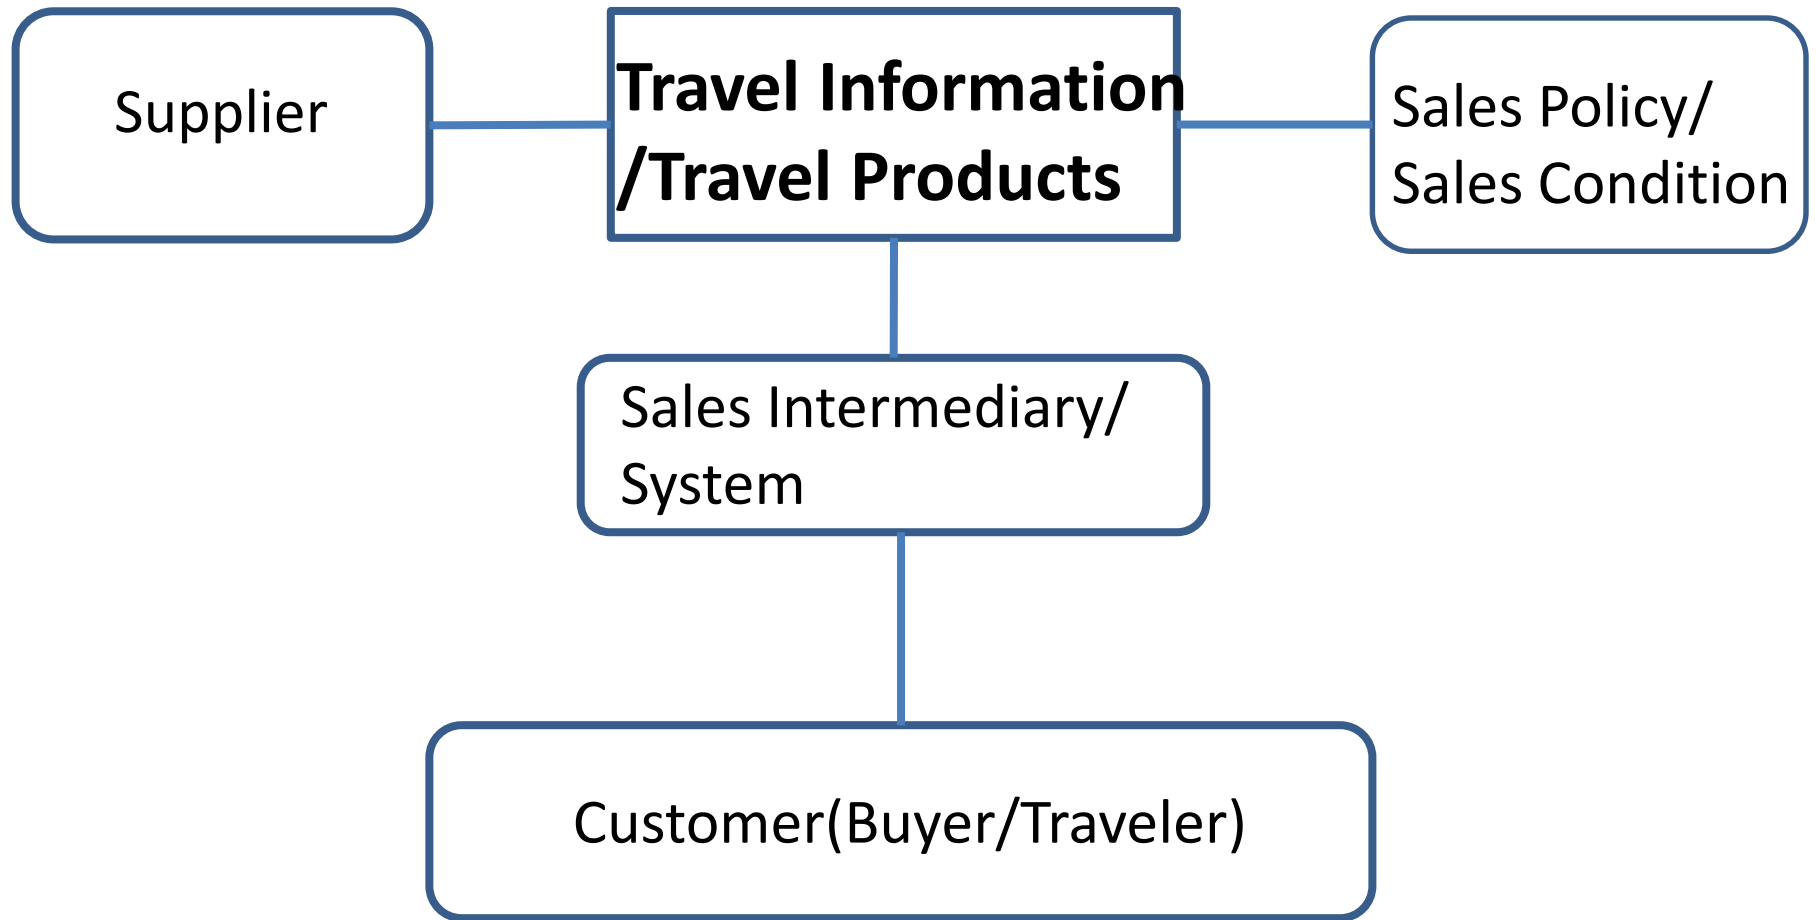 Supplier
Travel Information
/Travel Products
Sales Policy/
Sales Condition
Sales Intermediary/
System
Customer(Buyer/Traveler)